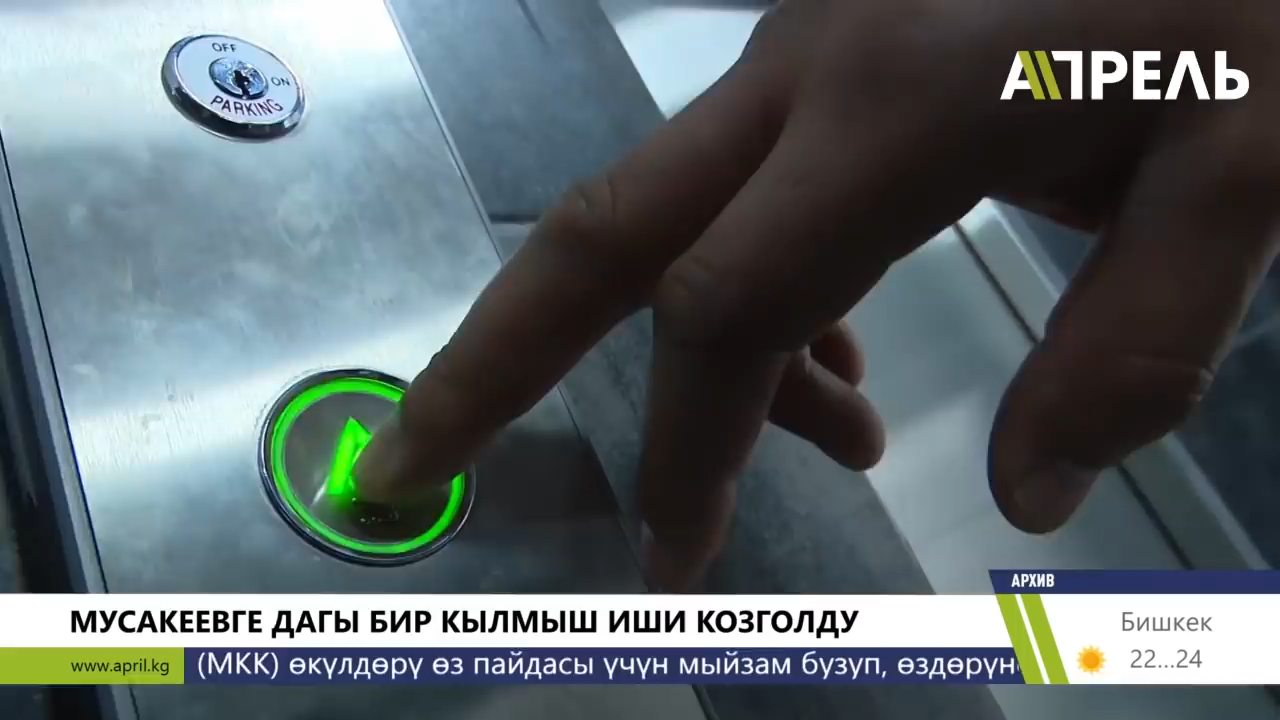 OFF
ON
PARKING
АПРЕЛЬ
АРХИВ
МУСАКЕЕВГЕ ДАГЫ БИР КЫЛМЫШ ИШИ КОЗГОЛДУ
Бишкек
22...24
www.april.kg
(МКК) өкүлдөрү өз пайдасы үчүн мыйзам бузуп,